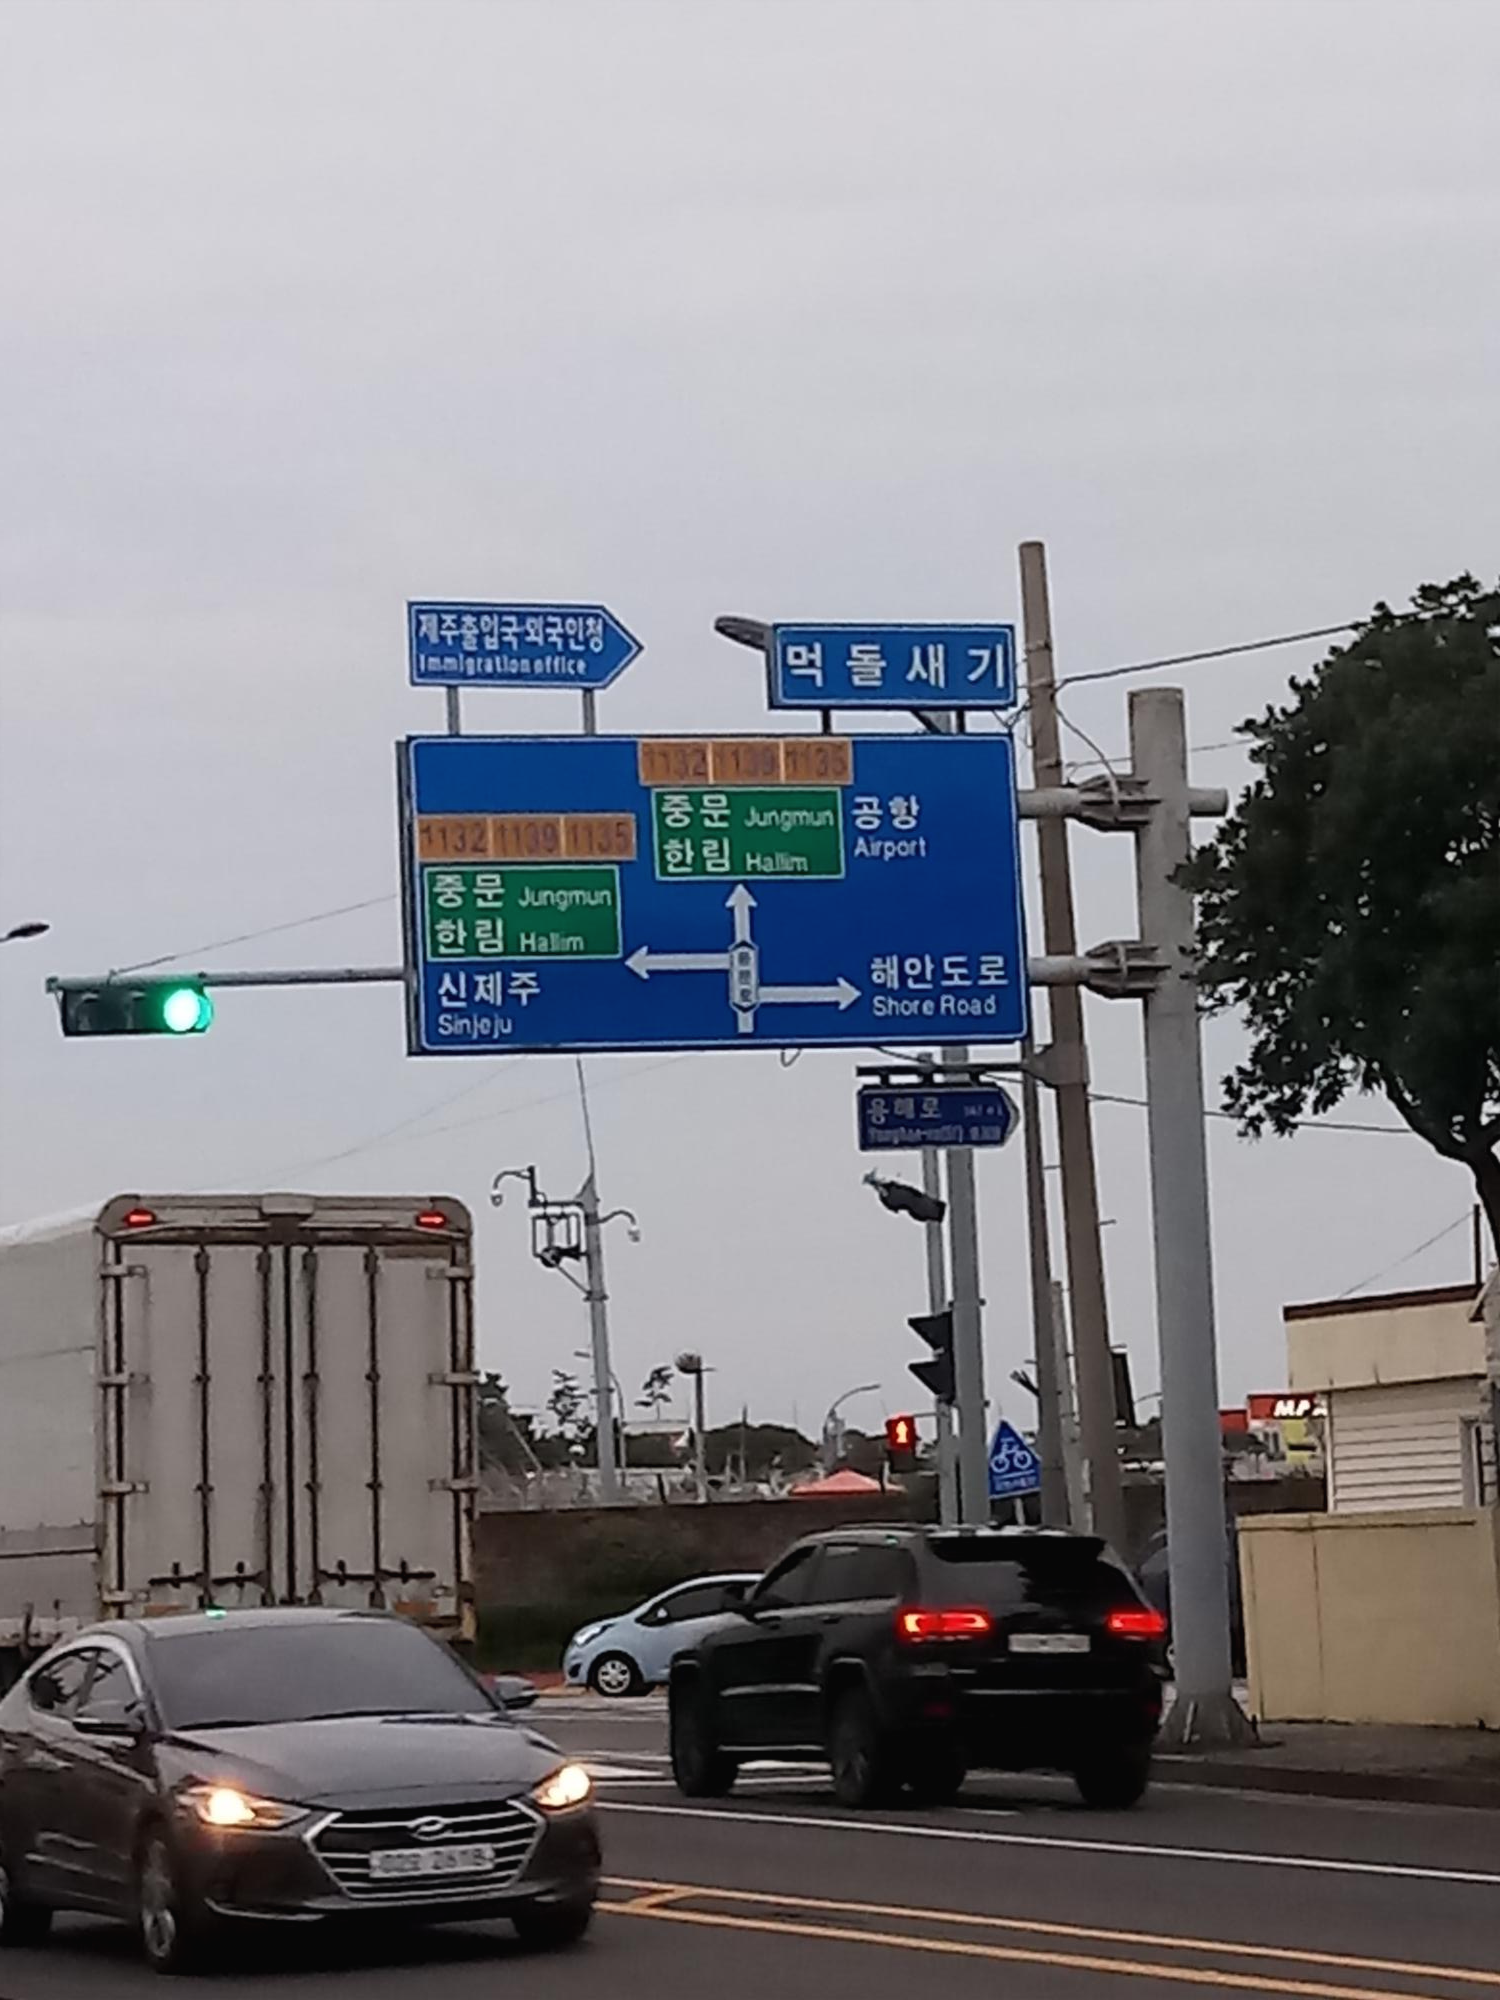 제주출입국·외국인청
Immigration office
먹돌새기
1132 1139 1135
중문 Jungmun
한림 Hallim
공항
Airport
1132 1139 1135
중문 Jungmun
한림 Hallim
신제주
Sinjeju
해안도로
Shore Road
용해로